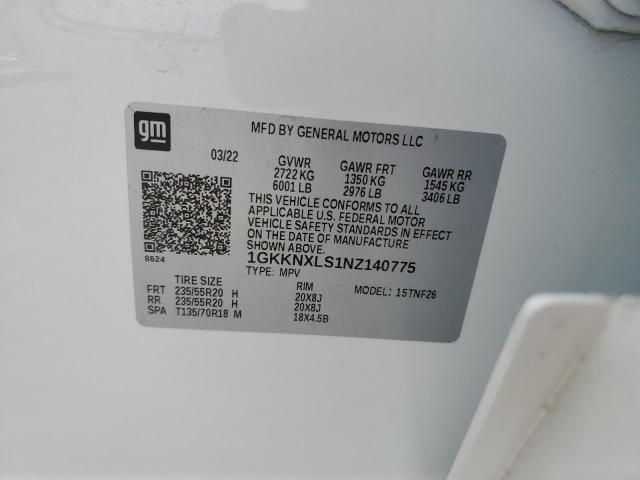 gm
MFD BY GENERAL MOTORS LLC
03/22 GVWR GAWR FRT GAWR RR
2722 KG 1350 KG 1545 KG
6001 LB 2976 LB 3406 LB
THIS VEHICLE CONFORMS TO ALL
APPLICABLE U.S. FEDERAL MOTOR
VEHICLE SAFETY STANDARDS IN EFFECT
ON THE DATE OF MANUFACTURE
SHOWN ABOVE.
8624
1GKKNXLS1NZ140775
TYPE: MPV MODEL: 15TNF26
TIRE SIZE RIM
FRT 235/55R20 H 20X8J
RR 235/55R20 H 20X8J
SPA T135/70R18 M 18X4.5B